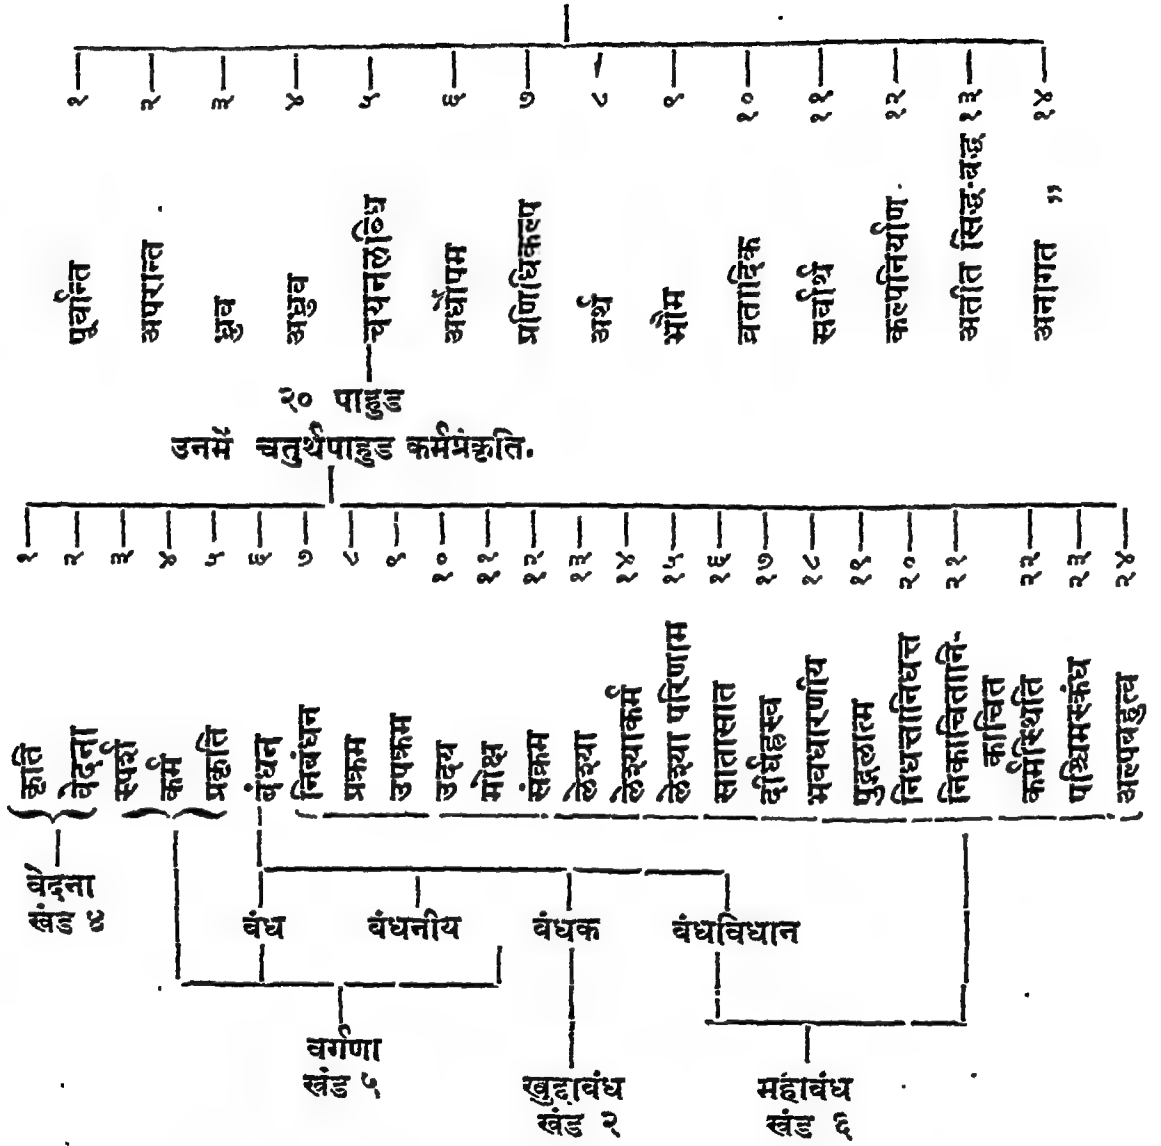 १ २ ३ ४ ५ ६ ७ ८ ९ १० ११ १२ १३ १४
पूर्वान्त
अपरान्त
ध्रुव
अध्रुव
चयनलब्धि
अर्धोपम
प्रणिधिकल्प
अर्थ
भौम
व्रतादिक
सर्वार्थ
कल्पनिर्याण
अतीत सिद्ध-बद्ध
अनागत ,,
२० पाहुड
उनमें चतुर्थपाहुड कर्मप्रकृति.
१ २ ३ ४ ५ ६ ७ ८ ९ १० ११ १२ १३ १४ १५ १६ १७ १८ १९ २० २१ २२ २३ २४
कृति
वेदना
स्पर्श
कर्म
प्रकृति
बंधन
निबंधन
प्रक्रम
उपक्रम
उदय
मोक्ष
संक्रम
लेश्या
लेश्याकर्म
लेश्या परिणाम
सातासात
दीर्घह्रस्व
भवधारणीय
पुद्गलात्म
निधत्तानिधत्त
निकाचितानि-
काचित
कर्मस्थिति
पश्चिमस्कंध
अल्पबहुत्व
वेदना
खंड ४
बंध बंधनीय बंधक बंधविधान
वर्गणा
खंड ५
खुद्दाबंध
खंड २
महाबंध
खंड ६